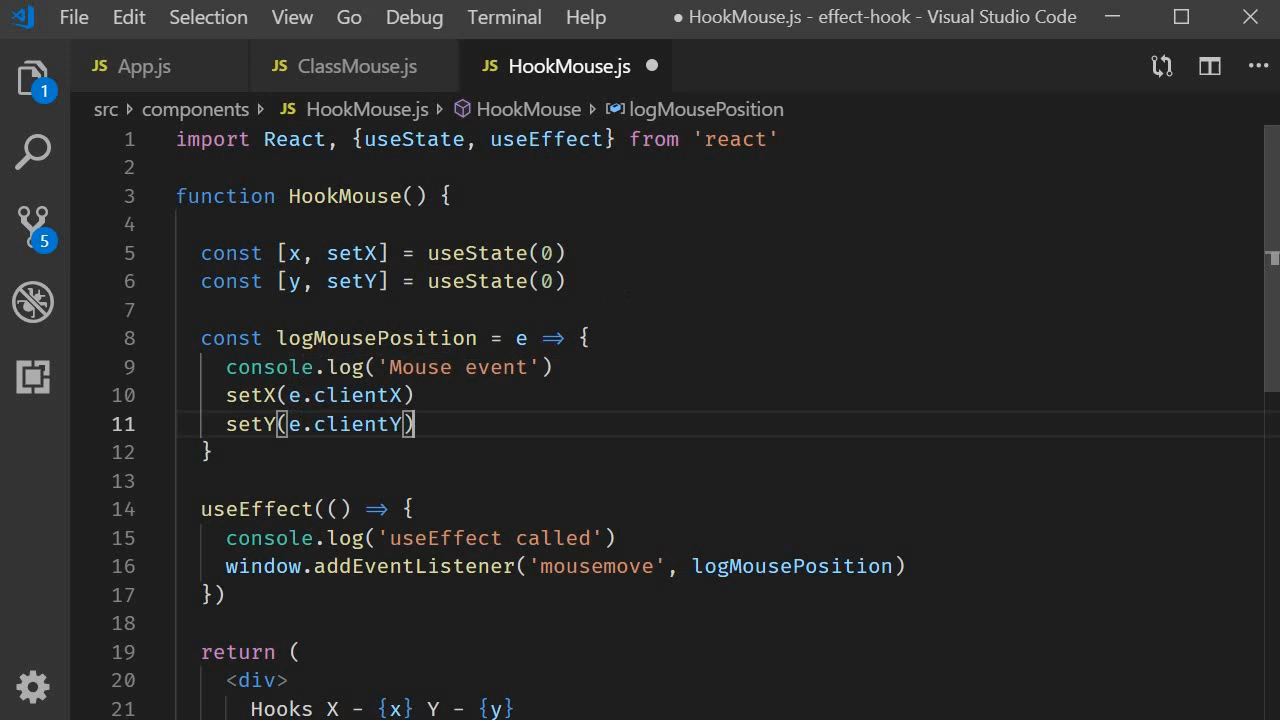 File Edit Selection View Go Debug Terminal Help ● HookMouse.js - effect-hook - Visual Studio Code
JS App.js JS ClassMouse.js JS HookMouse.js
src components JS HookMouse.js HookMouse logMousePosition
1 import React, {useState, useEffect} from 'react'
2
3 function HookMouse() {
4
5 const [x, setX] = useState(0)
6 const [y, setY] = useState(0)
7
8 const logMousePosition = e => {
9 console.log('Mouse event')
10 setX(e.clientX)
11 setY(e.clientY)
12 }
13
14 useEffect(() => {
15 console.log('useEffect called')
16 window.addEventListener('mousemove', logMousePosition)
17 })
18
19 return (
20 <div>
21 Hooks X - {x} Y - {y}
1
5